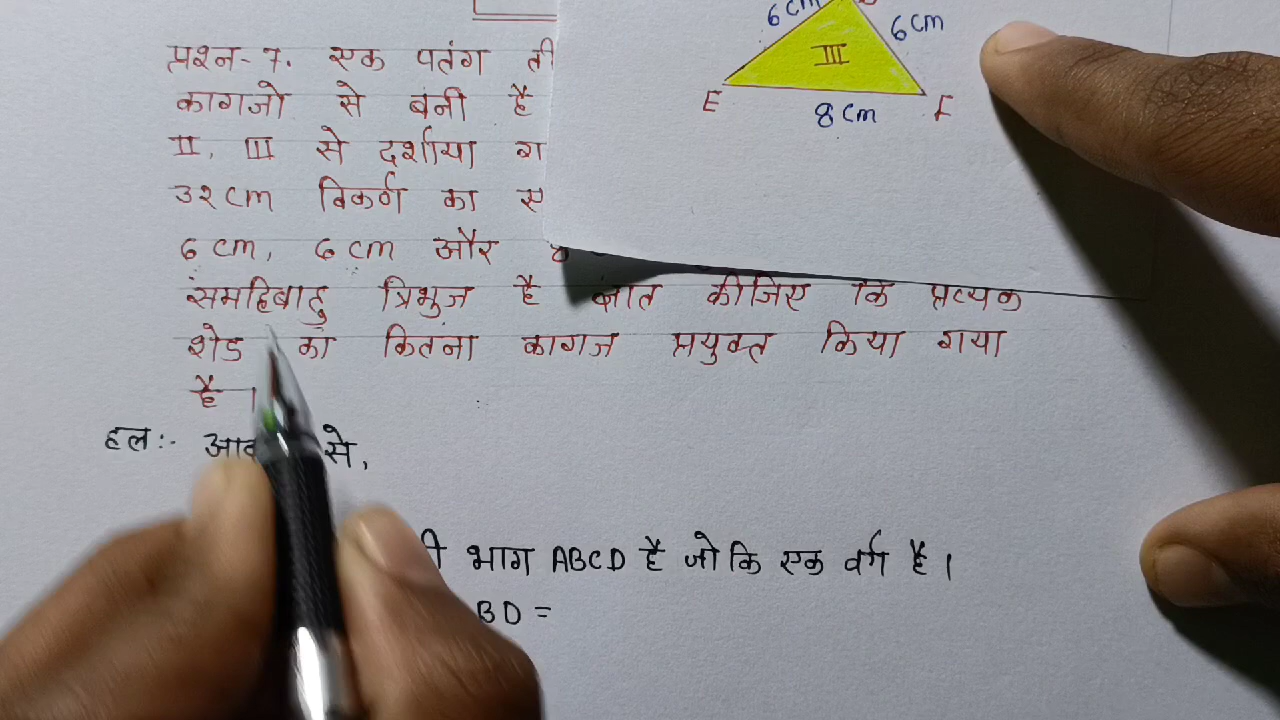 6 cm
6 cm
III
E
8 cm
प्रश्न-7. एक पतंग ती
कागजो से बनी है
II, III से दर्शाया ग
32 cm विकर्ण का
6 cm, 6 cm और
समद्विबाहु त्रिभुज है ज्ञात कीजिए कि प्रत्येक
शेड का कितना कागज प्रयुक्त किया गया
है ।
हल :- से,
भाग ABCD है जो कि एक वर्ग है ।
BD =